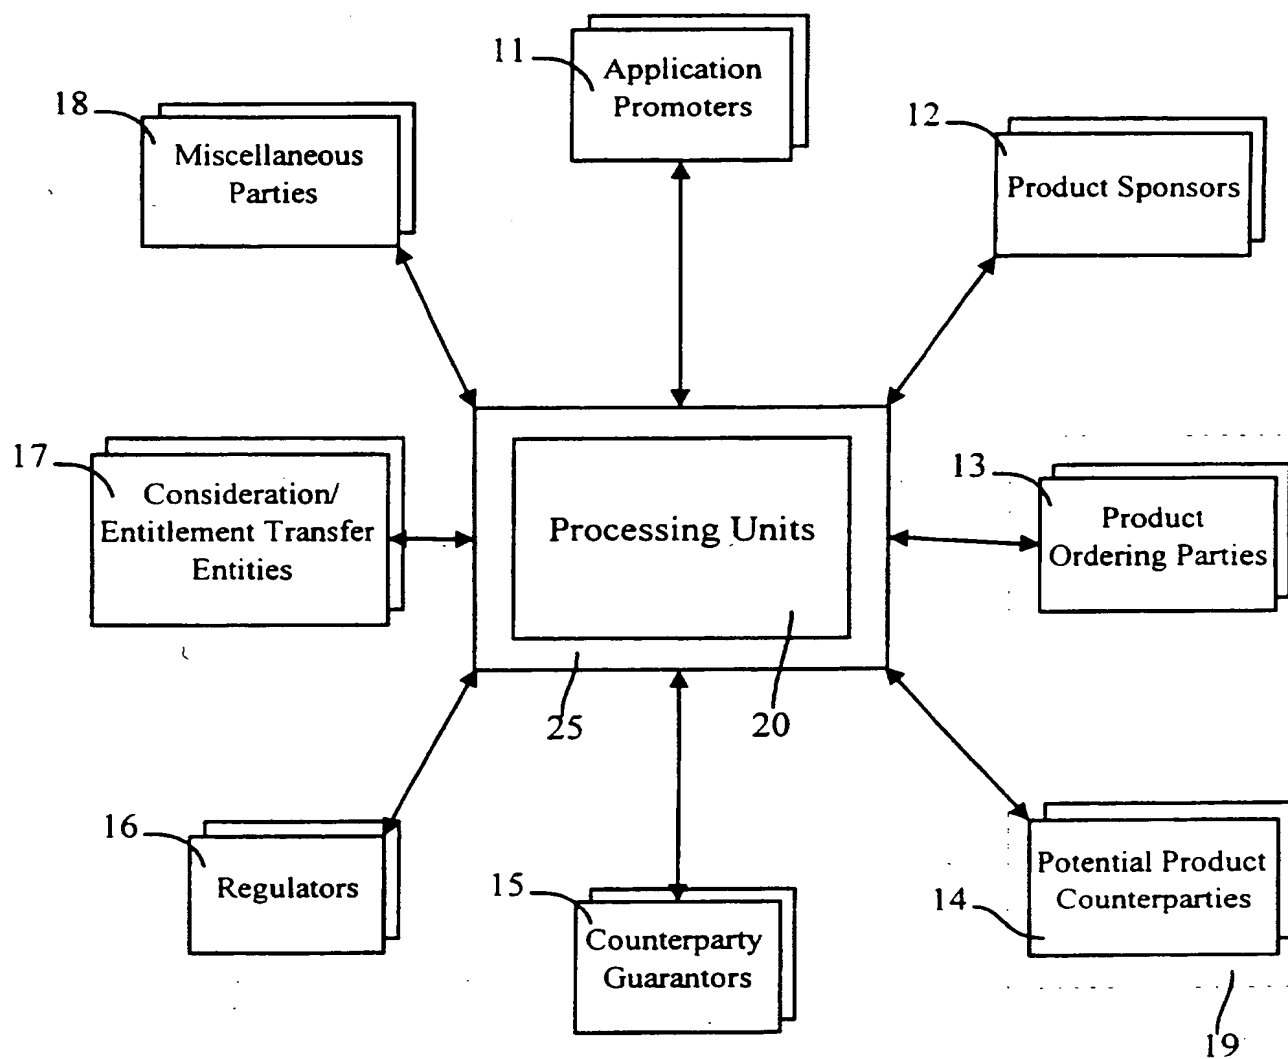 11
Application
Promoters
18
Miscellaneous
Parties
12
Product Sponsors
17
Consideration/
Entitlement Transfer
Entities
Processing Units
13
Product
Ordering Parties
25
20
16
Regulators
15
Counterparty
Guarantors
Potential Product
Counterparties
14
19